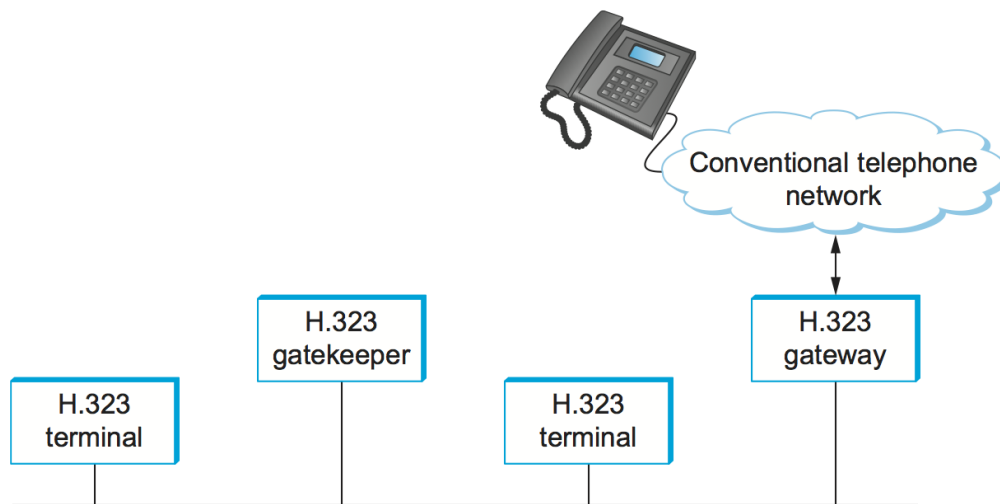 Conventional telephone
network
H.323
gatekeeper
H.323
gateway
H.323
terminal
H.323
terminal